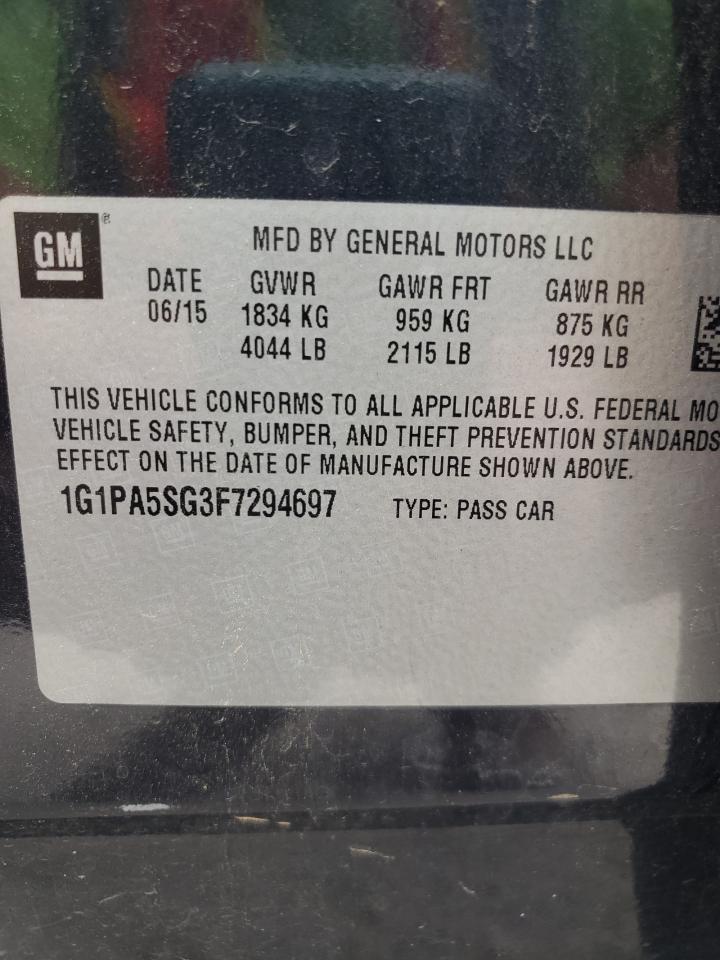 GM®
MFD BY GENERAL MOTORS LLC
DATE GVWR GAWR FRT GAWR RR
06/15 1834 KG 959 KG 875 KG
4044 LB 2115 LB 1929 LB
THIS VEHICLE CONFORMS TO ALL APPLICABLE U.S. FEDERAL MO
VEHICLE SAFETY, BUMPER, AND THEFT PREVENTION STANDARDS
EFFECT ON THE DATE OF MANUFACTURE SHOWN ABOVE.
1G1PA5SG3F7294697 TYPE: PASS CAR